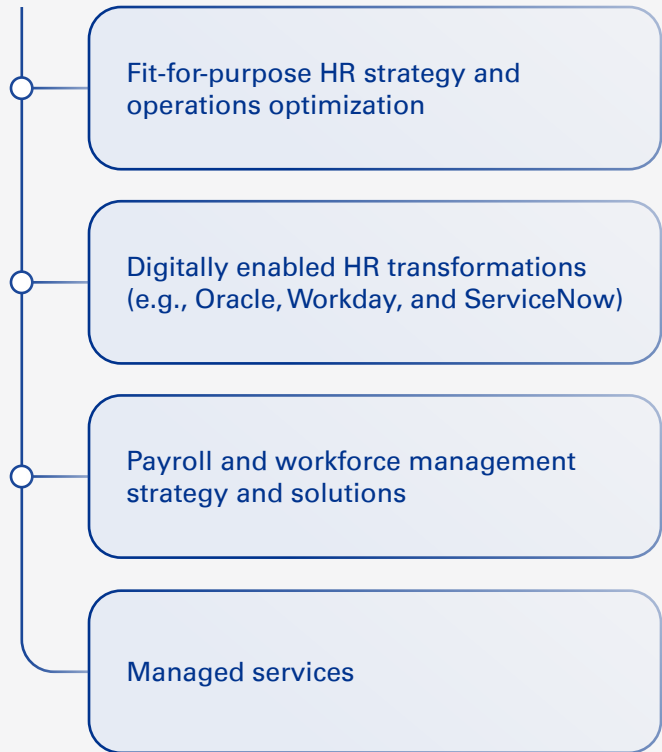 Fit-for-purpose HR strategy and
operations optimization
Digitally enabled HR transformations
(e.g., Oracle, Workday, and ServiceNow)
Payroll and workforce management
strategy and solutions
Managed services